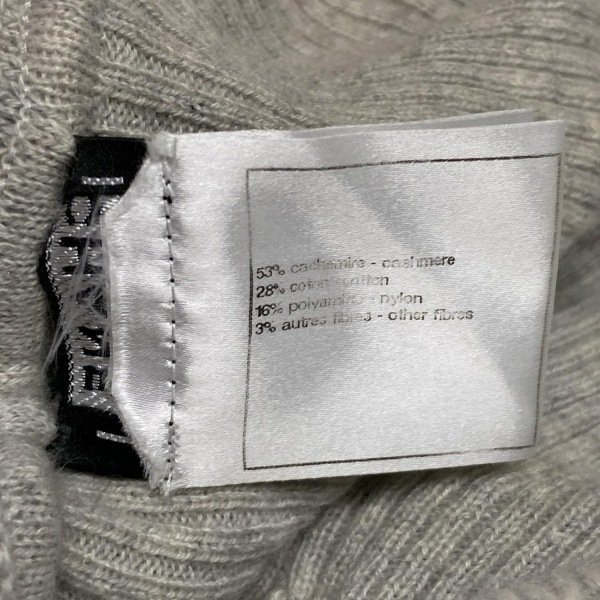 53% cachemire - cashmere
28% coton - cotton
16% polyamide - nylon
3% autres fibres - other fibres